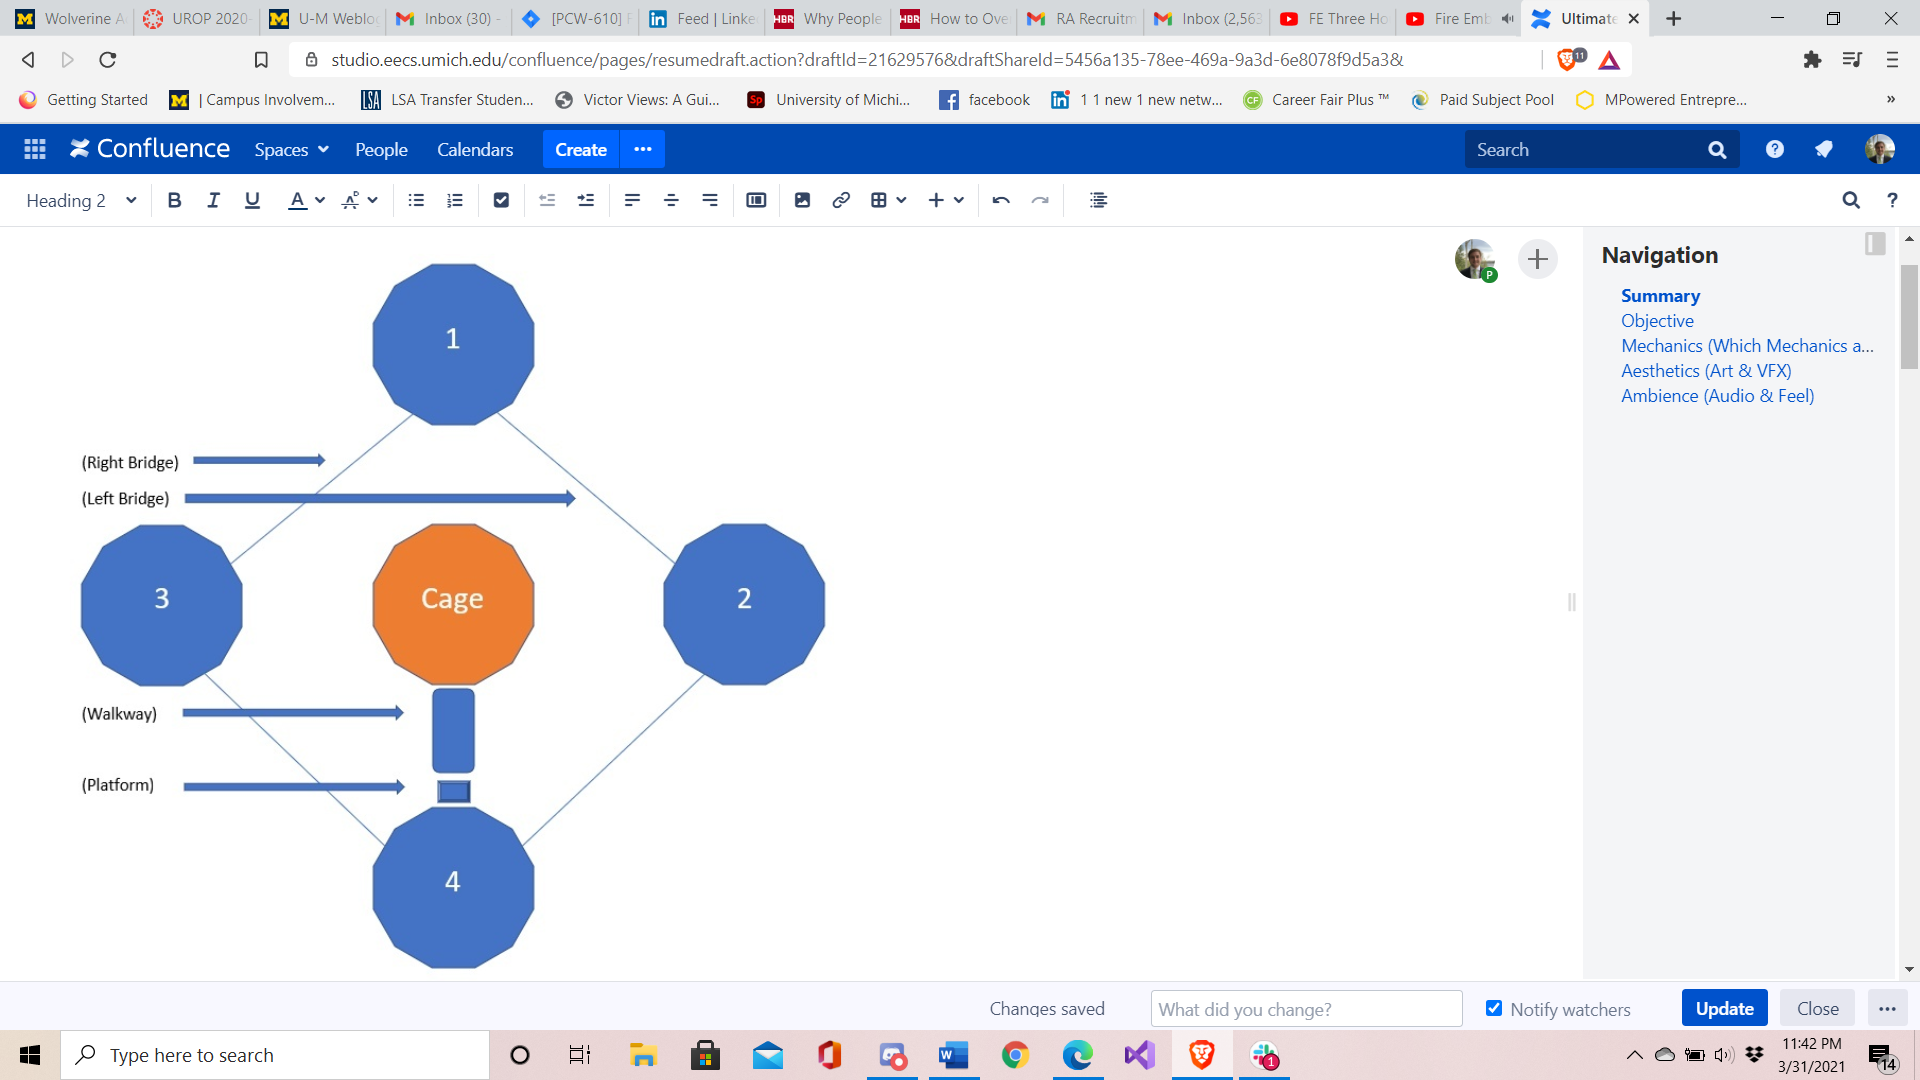 Wolverine A
UROP 2020-
U-M Weblo
Inbox (30) -
[PCW-610] F
Feed | Linke
Why People
How to Ove
RA Recruitm
Inbox (2,563
FE Three Ho
Fire Emb
Ultimate
studio.eecs.umich.edu/confluence/pages/resumedraft.action?draftId=21629576&draftShareId=5456a135-78ee-469a-9a3d-6e8078f9d5a3&
11
Getting Started
| Campus Involvem...
LSA Transfer Studen...
Victor Views: A Gui...
University of Michi...
facebook
1 1 new 1 new netw...
Career Fair Plus ™
Paid Subject Pool
MPowered Entrepre...
»
Confluence
Spaces
People
Calendars
Create
Search
Heading 2
Navigation
Summary
Objective
Mechanics (Which Mechanics a...
Aesthetics (Art & VFX)
Ambience (Audio & Feel)
P
1
(Right Bridge)
(Left Bridge)
3
Cage
2
(Walkway)
(Platform)
4
Changes saved
What did you change?
Notify watchers
Update
Close
Type here to search
11:42 PM
3/31/2021
14
1